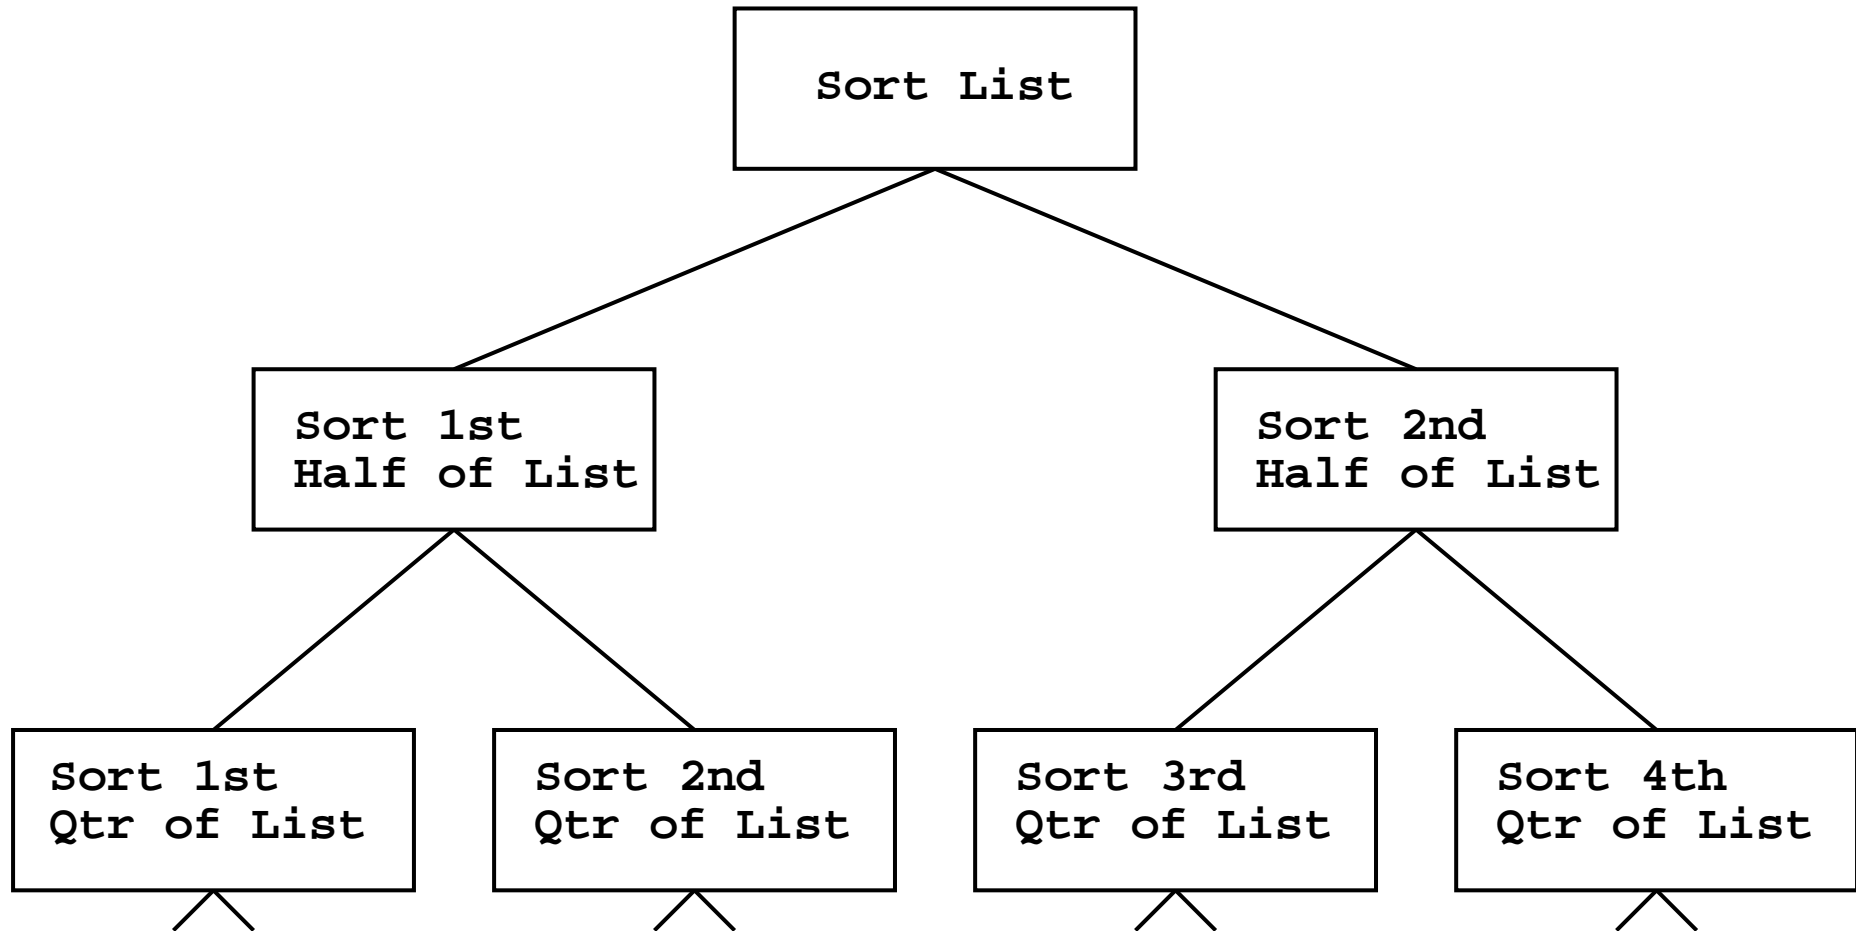 Sort List
Sort 1st
Half of List
Sort 2nd
Half of List
Sort 1st
Qtr of List
Sort 2nd
Qtr of List
Sort 3rd
Qtr of List
Sort 4th
Qtr of List